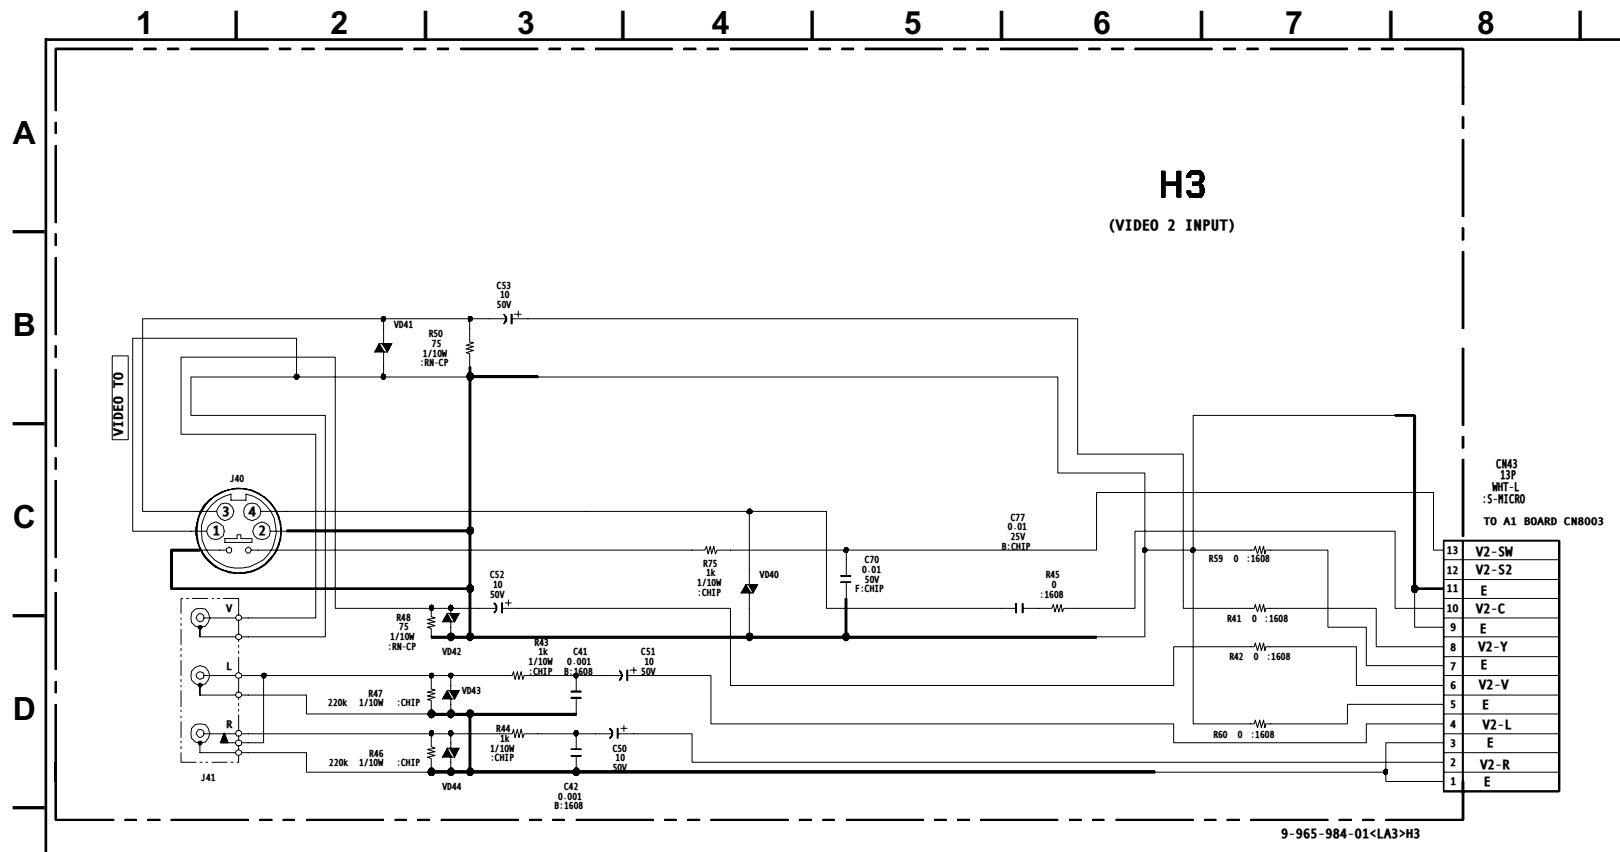 1 2 3 4 5 6 7 8
A
H3
(VIDEO 2 INPUT)
B
VIDEO TO
VD41
R50
75
1/10W
:RN-CP
C53
10
50V
+
C
J40
3 4
1 2
R75
1k
1/10W
:CHIP
VD40
C70
0.01
50V
F:CHIP
C77
0.01
25V
B:CHIP
R45
0
:1608
R59 0 :1608
R41 0 :1608
R42 0 :1608
R60 0 :1608
C52
10
50V
+
R48
75
1/10W
:RN-CP
VD42
D
V
L
R
J41
R43
1k
1/10W
:CHIP
C41
0.001
B:1608
C51
10
50V
+
R47
220k 1/10W :CHIP
VD43
R44
1k
1/10W
:CHIP
C50
10
50V
+
R46
220k 1/10W :CHIP
VD44
C42
0.001
B:1608
CN43
13P
WHT-L
:S-MICRO
TO A1 BOARD CN8003
13 V2-SW
12 V2-S2
11 E
10 V2-C
9 E
8 V2-Y
7 E
6 V2-V
5 E
4 V2-L
3 E
2 V2-R
1 E
9-965-984-01<LA3>H3